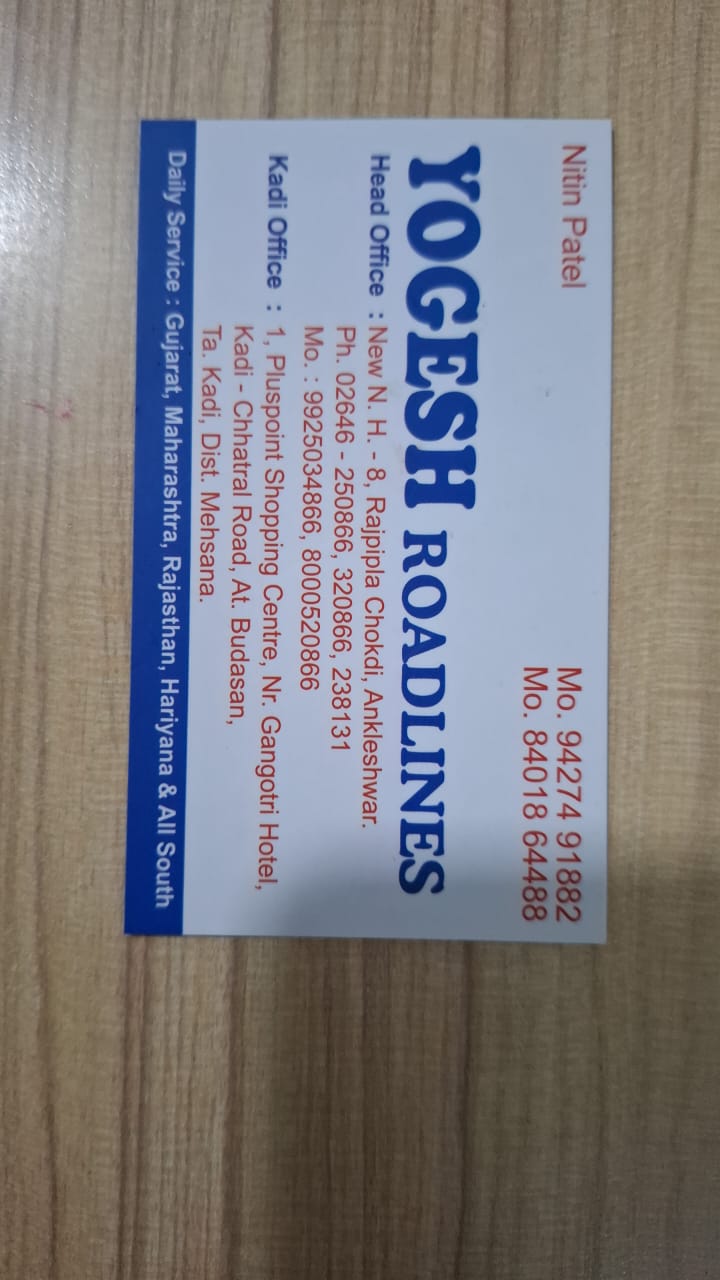 Nitin Patel
Mo. 94274 91882
Mo. 84018 64488
YOGESH ROADLINES
Head Office : New N. H. - 8, Rajpipla Chokdi, Ankleshwar.
Ph. 02646 - 250866, 320866, 238131
Mo. : 9925034866, 8000520866
Kadi Office : 1, Pluspoint Shopping Centre, Nr. Gangotri Hotel,
Kadi - Chhatral Road, At. Budasan,
Ta. Kadi, Dist. Mehsana.
Daily Service : Gujarat, Maharashtra, Rajasthan, Hariyana & All South